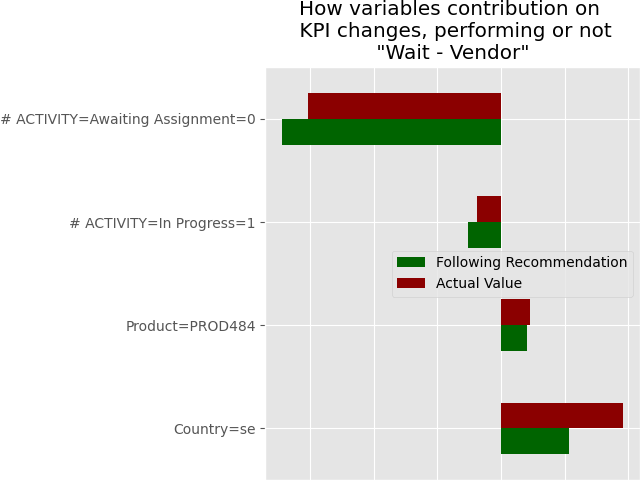 How variables contribution on
KPI changes, performing or not
"Wait - Vendor"
# ACTIVITY=Awaiting Assignment=0
# ACTIVITY=In Progress=1
Following Recommendation
Actual Value
Product=PROD484
Country=se